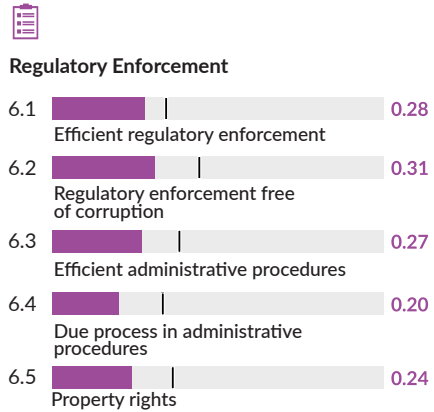 Regulatory Enforcement
6.1 0.28
Efficient regulatory enforcement
6.2 0.31
Regulatory enforcement free
of corruption
6.3 0.27
Efficient administrative procedures
6.4 0.20
Due process in administrative
procedures
6.5 0.24
Property rights